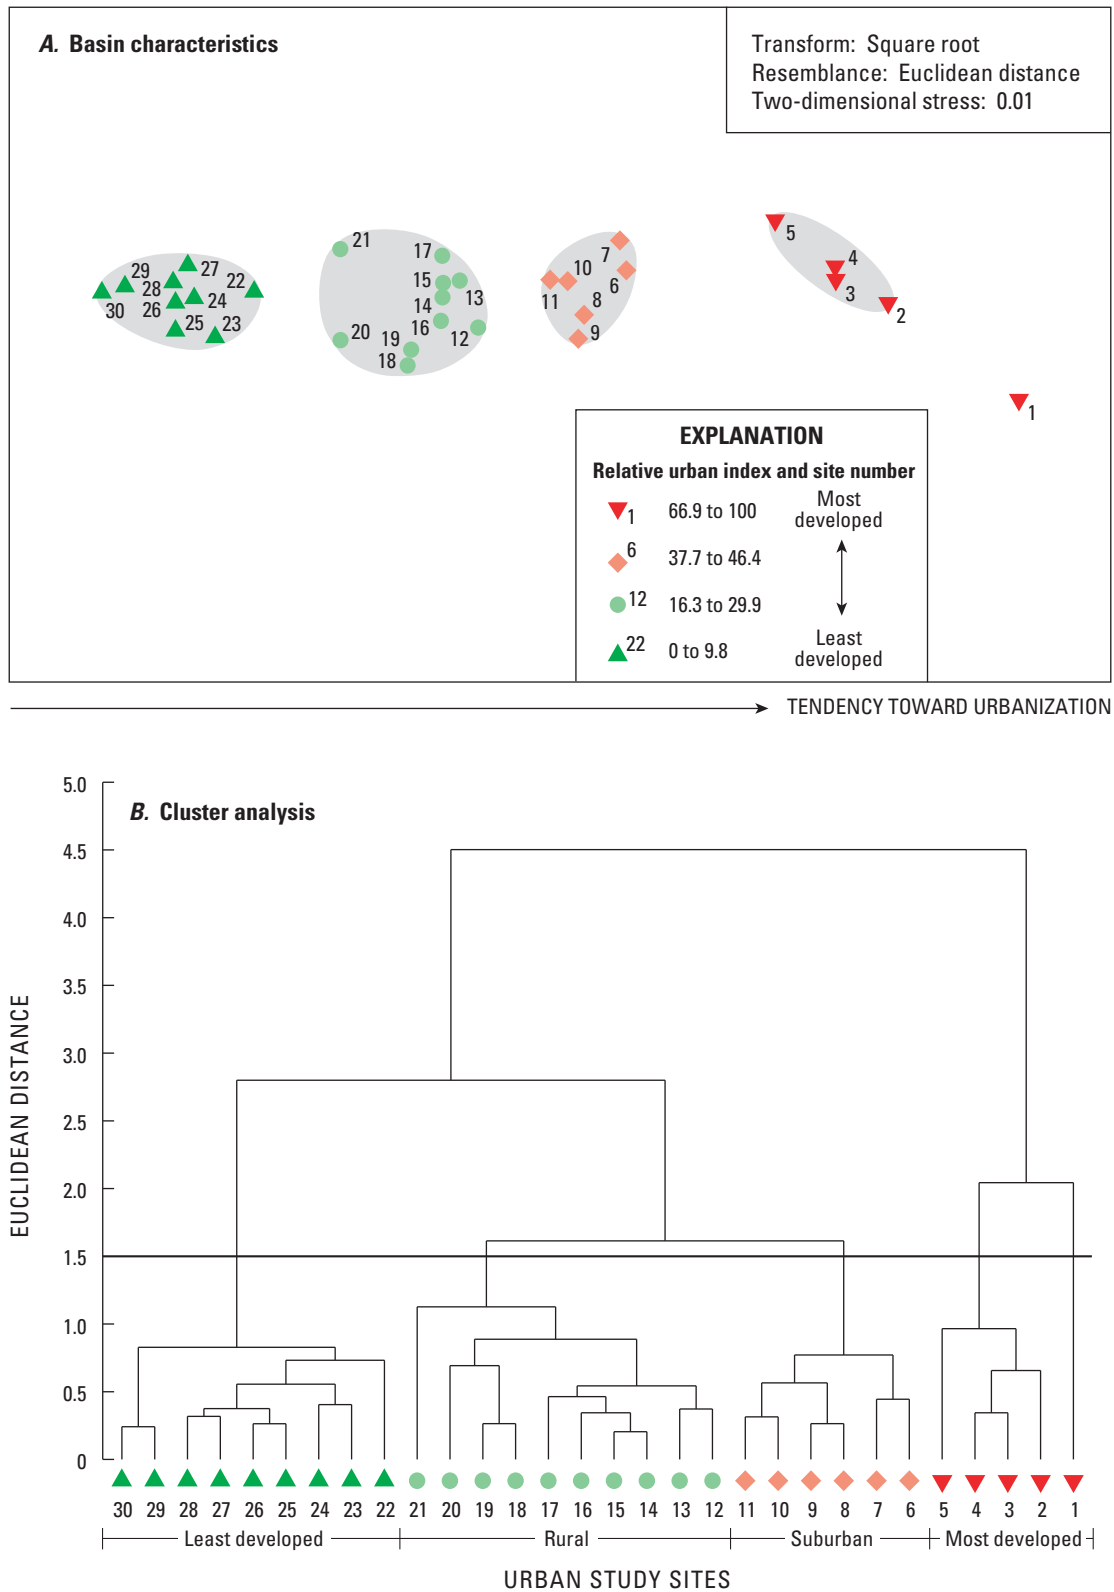 A. Basin characteristics
Transform: Square root
Resemblance: Euclidean distance
Two-dimensional stress: 0.01
21
17
7
5
29
27
22
10
4
28
15
6
3
30
26
24
14
13
11
8
2
25
23
20
19
16
12
9
18
1
EXPLANATION
Relative urban index and site number
1 66.9 to 100 Most developed
6 37.7 to 46.4
12 16.3 to 29.9
22 0 to 9.8 Least developed
TENDENCY TOWARD URBANIZATION
B. Cluster analysis
EUCLIDEAN DISTANCE
5.0
4.5
4.0
3.5
3.0
2.5
2.0
1.5
1.0
0.5
0
30 29 28 27 26 25 24 23 22 21 20 19 18 17 16 15 14 13 12 11 10 9 8 7 6 5 4 3 2 1
Least developed Rural Suburban Most developed
URBAN STUDY SITES